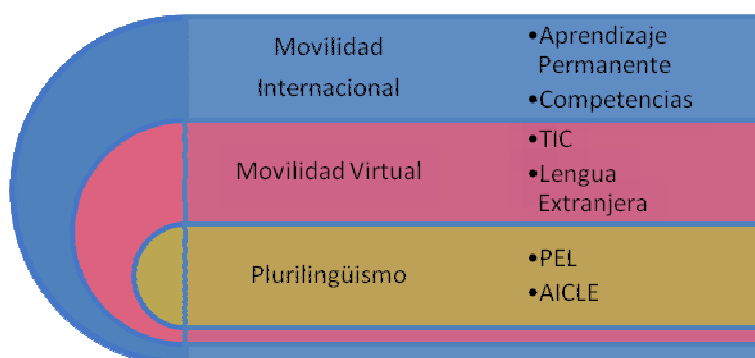 Movilidad
Internacional
•Aprendizaje
Permanente
•Competencias
Movilidad Virtual
•TIC
•Lengua
Extranjera
Plurilingüismo
•PEL
•AICLE